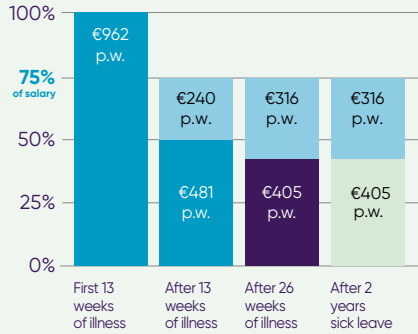 100%
75%
of salary
50%
25%
0%
€962
p.w.
€240
p.w.
€481
p.w.
€316
p.w.
€405
p.w.
€316
p.w.
€405
p.w.
First 13
weeks
of illness
After 13
weeks
of illness
After 26
weeks
of illness
After 2
years
sick leave